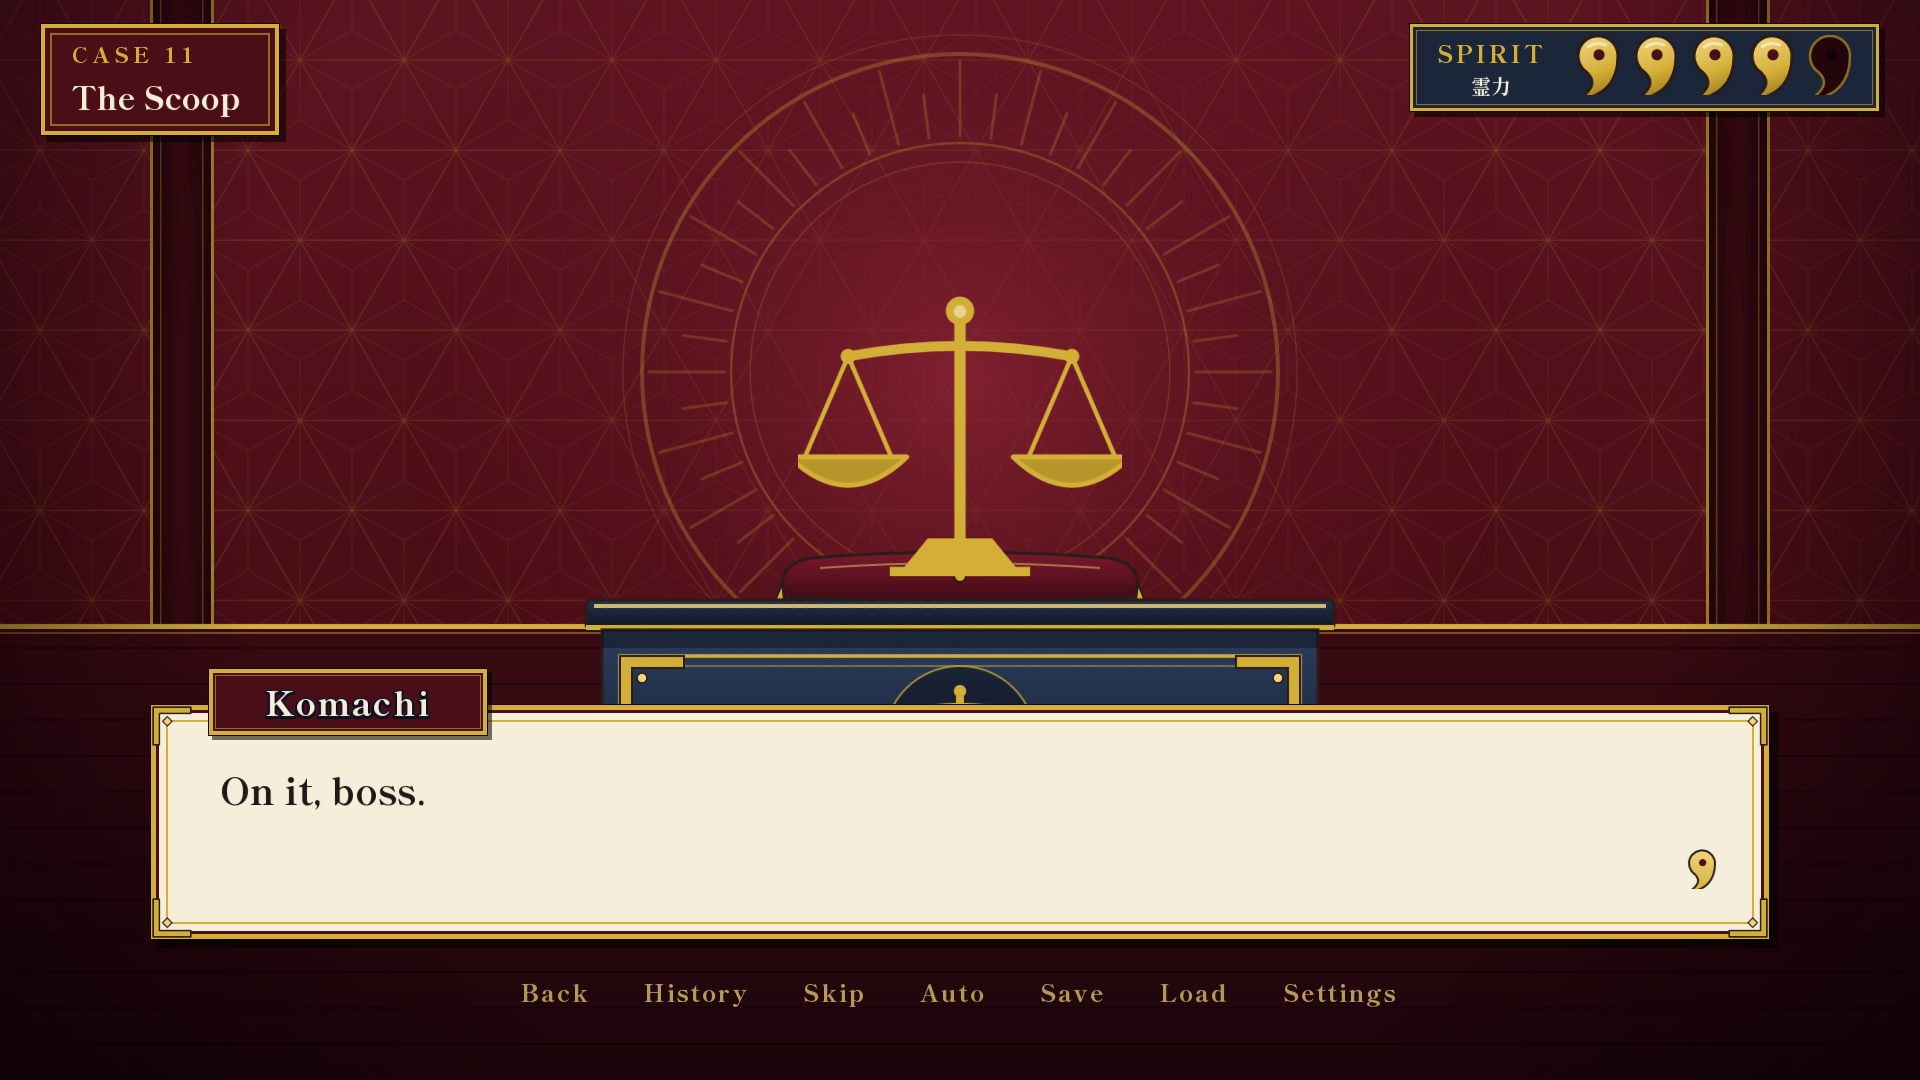 CASE 11
The Scoop
SPIRIT
霊力
Komachi
On it, boss.
Back History Skip Auto Save Load Settings